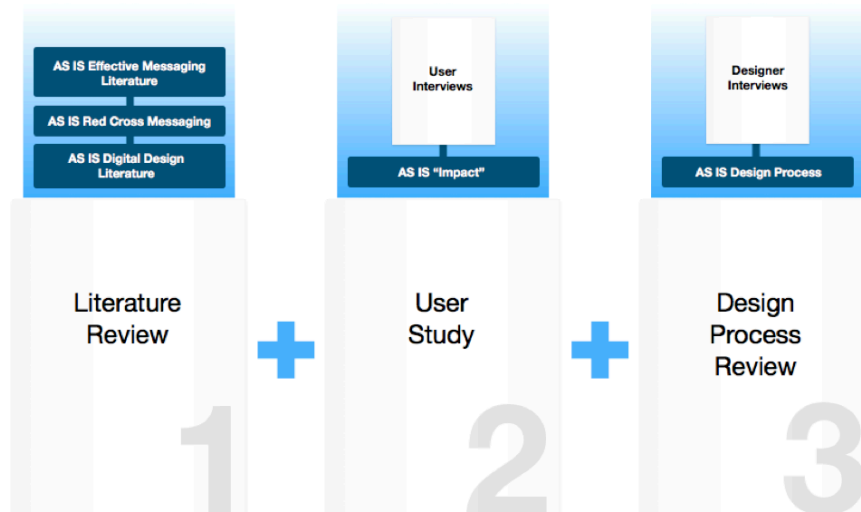 AS IS Effective Messaging
Literature
AS IS Red Cross Messaging
AS IS Digital Design
Literature
Literature
Review
1
User
Interviews
AS IS “Impact”
User
Study
2
Designer
Interviews
AS IS Design Process
Design
Process
Review
3